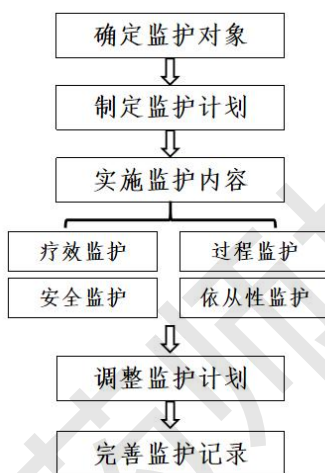 确定监护对象
制定监护计划
实施监护内容
疗效监护
过程监护
安全监护
依从性监护
调整监护计划
完善监护记录